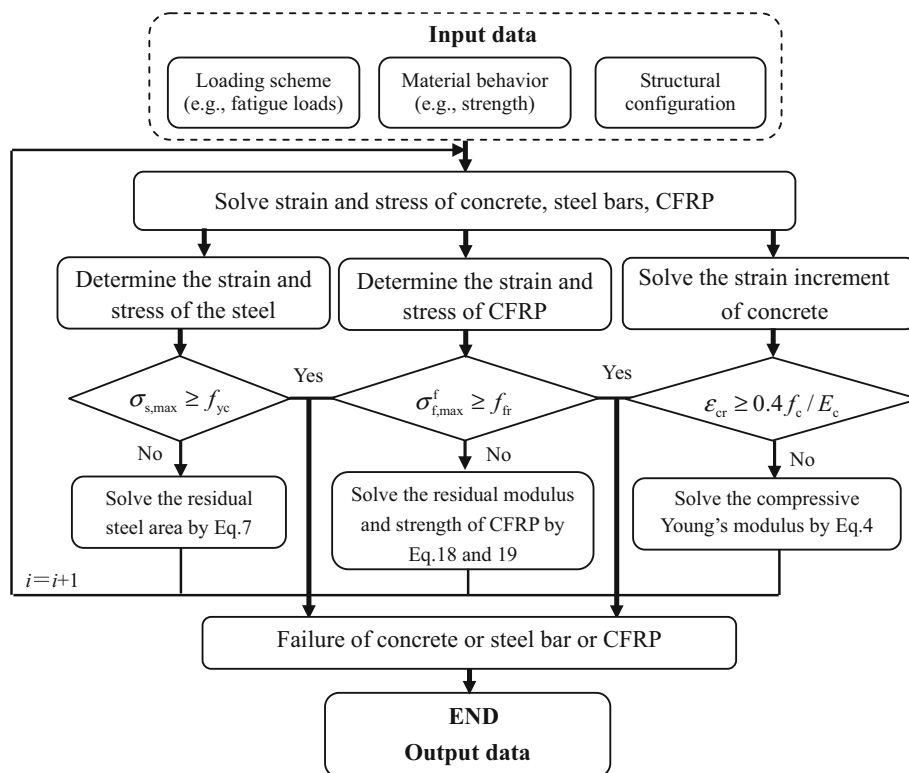 Input data
Loading scheme
(e.g., fatigue loads)
Material behavior
(e.g., strength)
Structural
configuration
Solve strain and stress of concrete, steel bars, CFRP
Determine the strain and
stress of the steel
Determine the strain and
stress of CFRP
Solve the strain increment
of concrete
Yes
Yes
σs,max ≥ fyc
σf,max^f ≥ ffr
εcr ≥ 0.4fc/Ec
No
No
No
Solve the residual
steel area by Eq.7
Solve the residual modulus
and strength of CFRP by
Eq.18 and 19
Solve the compressive
Young's modulus by Eq.4
i=i+1
Failure of concrete or steel bar or CFRP
END
Output data